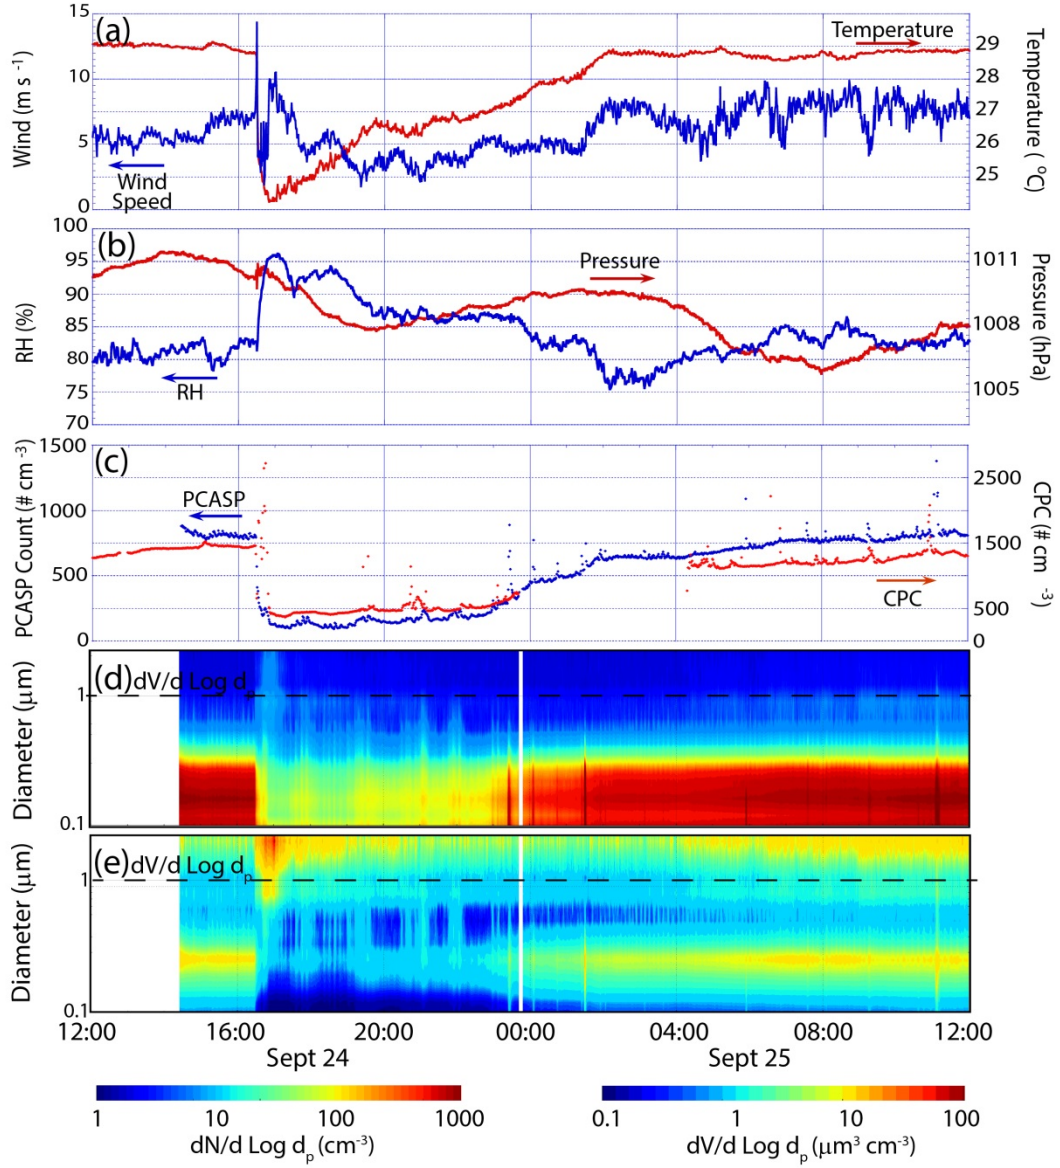 (a)
15
10
5
0
Wind (m s⁻¹)
Wind
Speed
Temperature
29
28
27
26
25
24
Temperature ( °C)
(b)
100
95
90
85
80
75
70
RH (%)
RH
Pressure
1011
1008
1005
Pressure (hPa)
(c)
1500
1000
750
500
250
0
PCASP Count (# cm⁻³)
PCASP
CPC
2500
1500
500
0
CPC (# cm⁻³)
(d) dV/d Log dₚ
1
0.1
Diameter (μm)
(e) dV/d Log dₚ
1
0.1
Diameter (μm)
12:00 16:00 20:00 00:00 04:00 08:00 12:00
Sept 24 Sept 25
1 10 100 1000
dN/d Log dₚ (cm⁻³)
0.1 1 10 100
dV/d Log dₚ (μm³ cm⁻³)